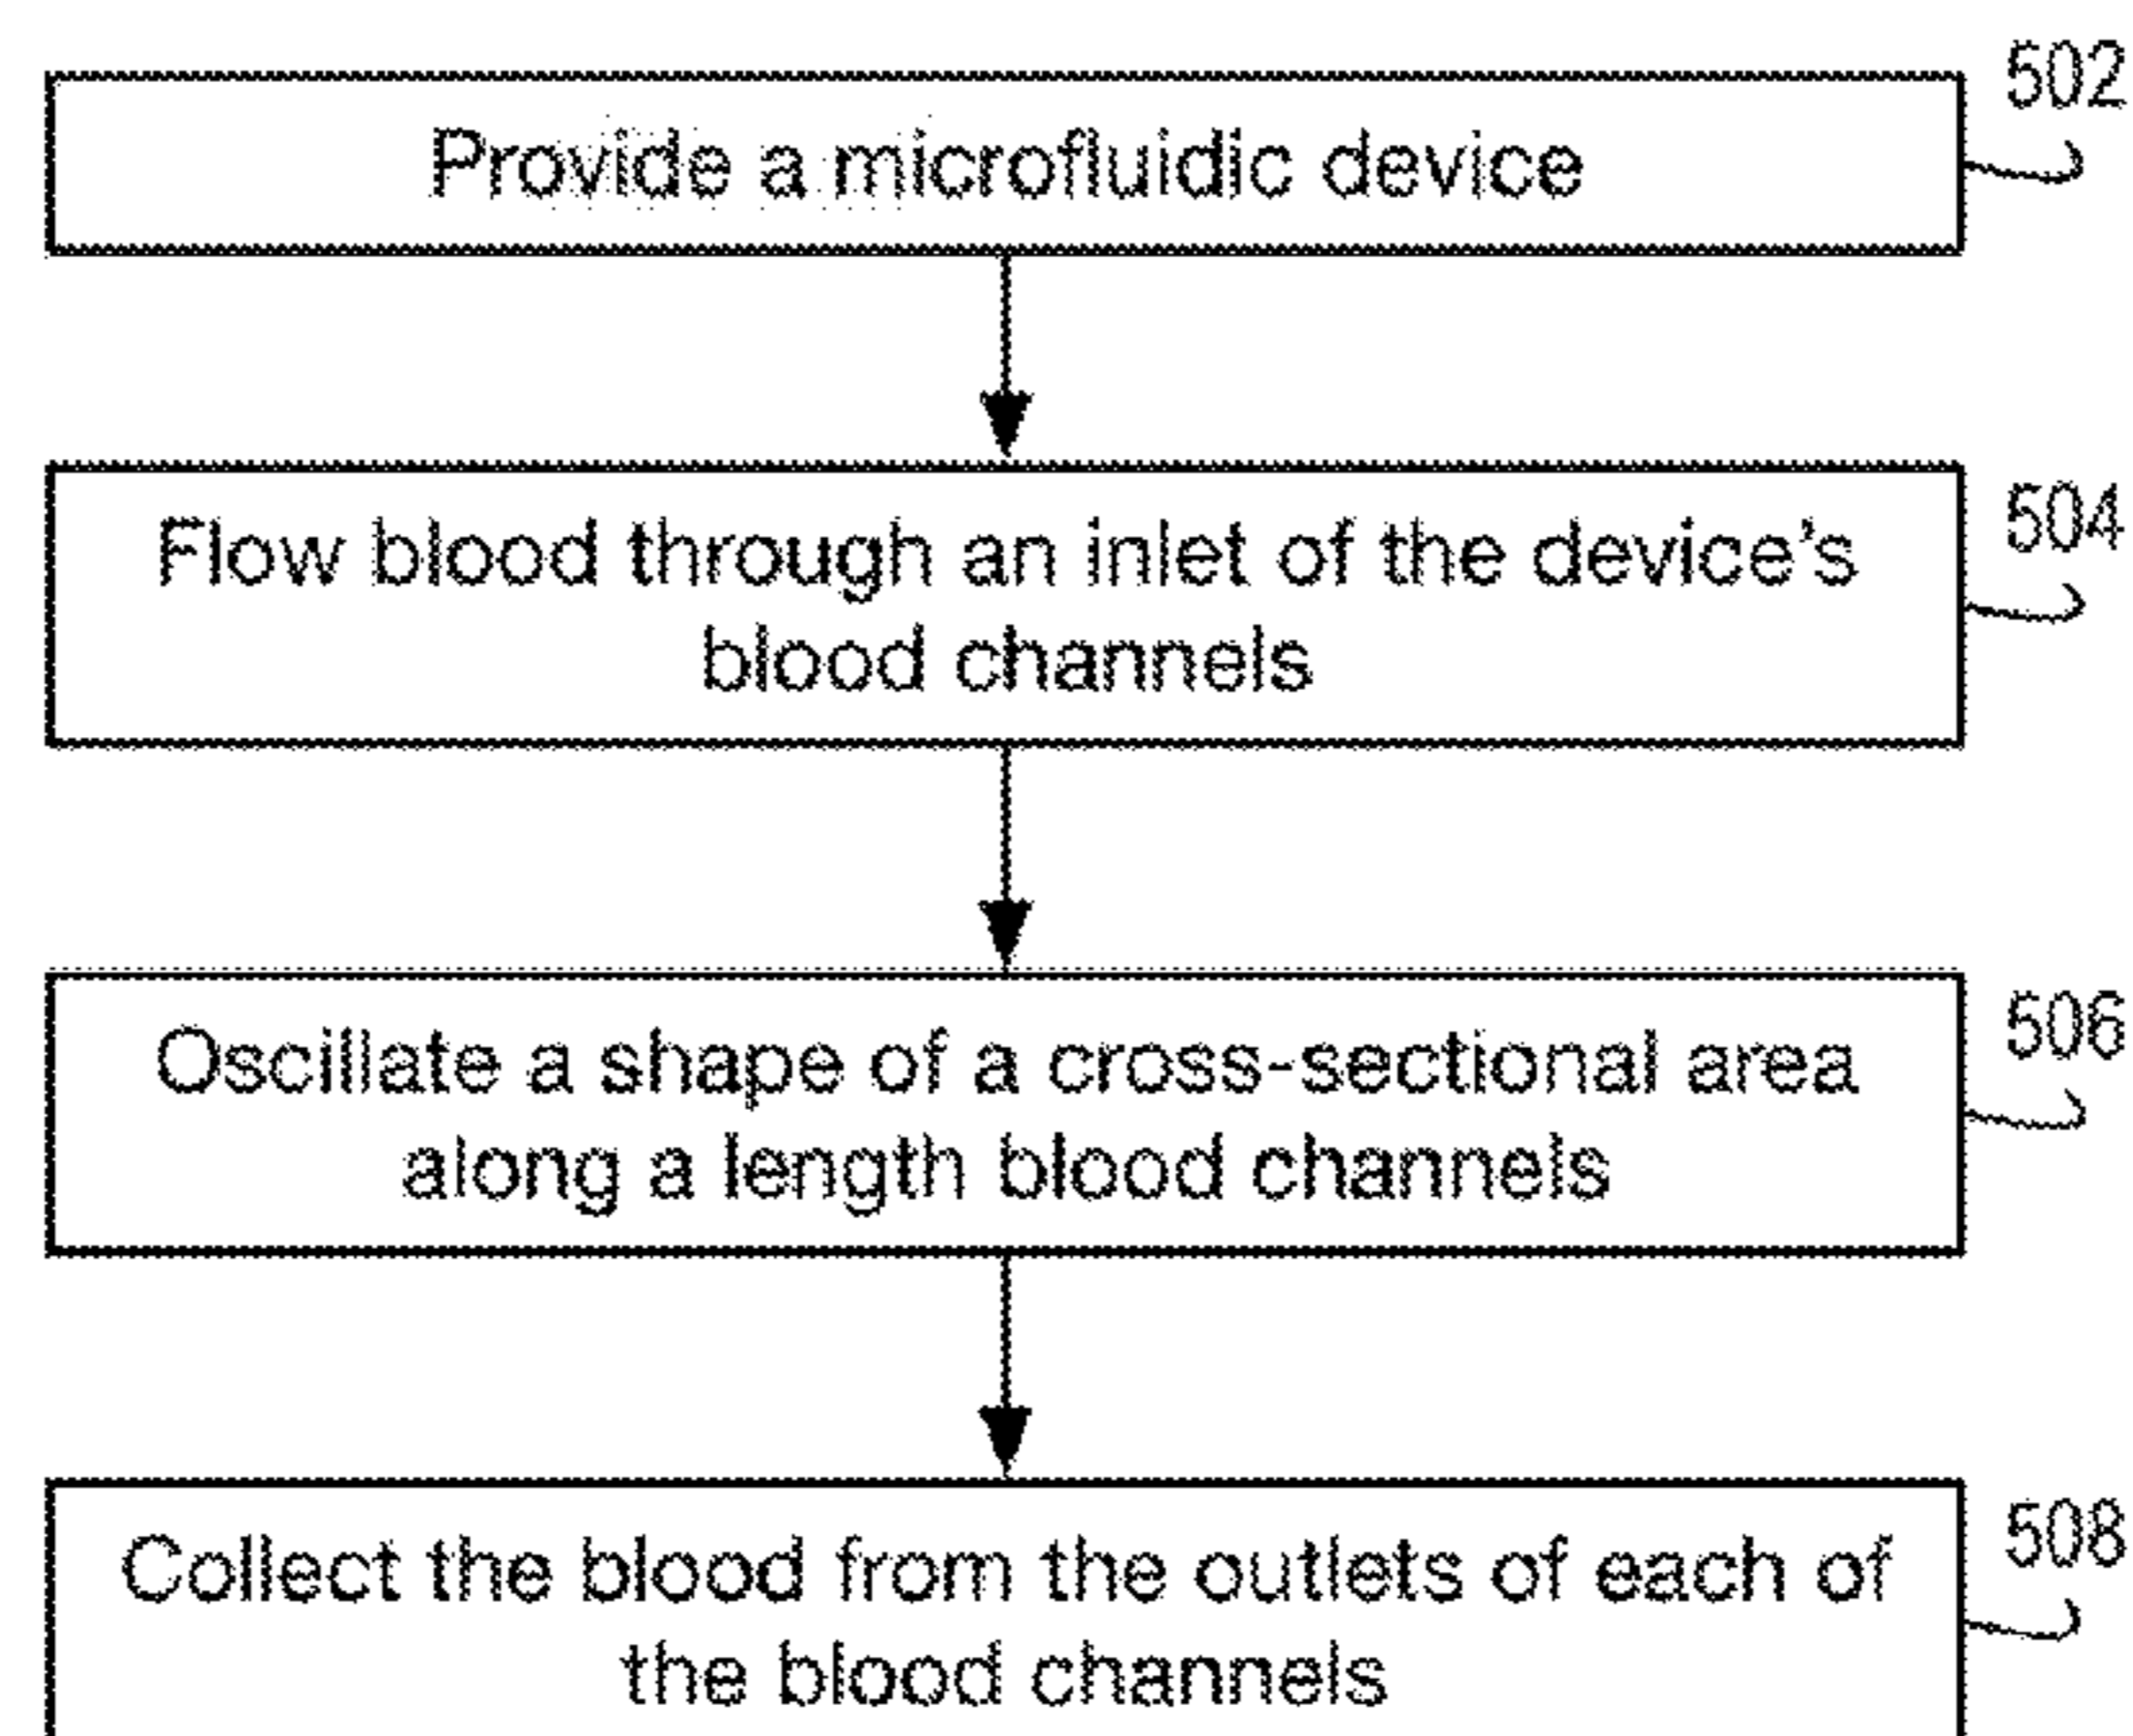 502
Provide a microfluidic device
504
Flow blood through an inlet of the device's
blood channels
506
Oscillate a shape of a cross-sectional area
along a length blood channels
508
Collect the blood from the outlets of each of
the blood channels